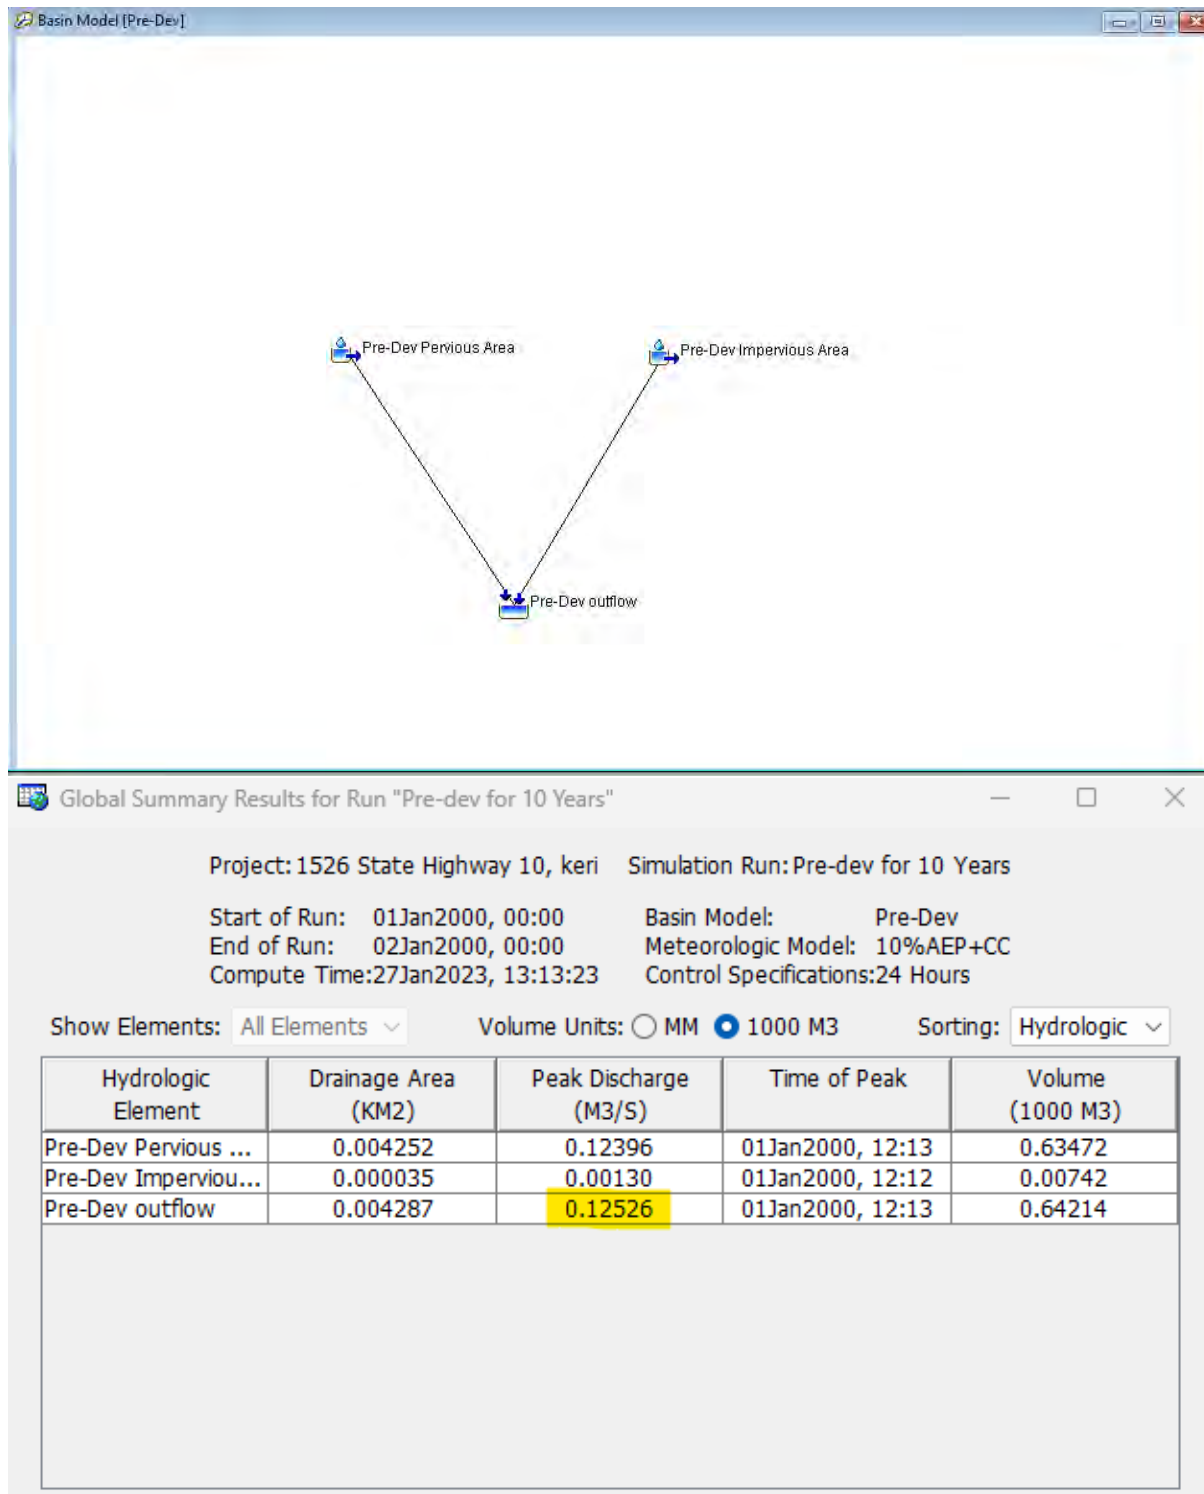 Basin Model [Pre-Dev]
Pre-Dev Pervious Area
Pre-Dev Impervious Area
Pre-Dev outflow
Global Summary Results for Run "Pre-dev for 10 Years"
Project: 1526 State Highway 10, keri Simulation Run: Pre-dev for 10 Years
Start of Run: 01Jan2000, 00:00 Basin Model: Pre-Dev
End of Run: 02Jan2000, 00:00 Meteorologic Model: 10%AEP+CC
Compute Time:27Jan2023, 13:13:23 Control Specifications:24 Hours
Show Elements: All Elements Volume Units: MM 1000 M3 Sorting: Hydrologic
Hydrologic Element Drainage Area (KM2) Peak Discharge (M3/S) Time of Peak Volume (1000 M3)
Pre-Dev Pervious ... 0.004252 0.12396 01Jan2000, 12:13 0.63472
Pre-Dev Imperviou... 0.000035 0.00130 01Jan2000, 12:12 0.00742
Pre-Dev outflow 0.004287 0.12526 01Jan2000, 12:13 0.64214